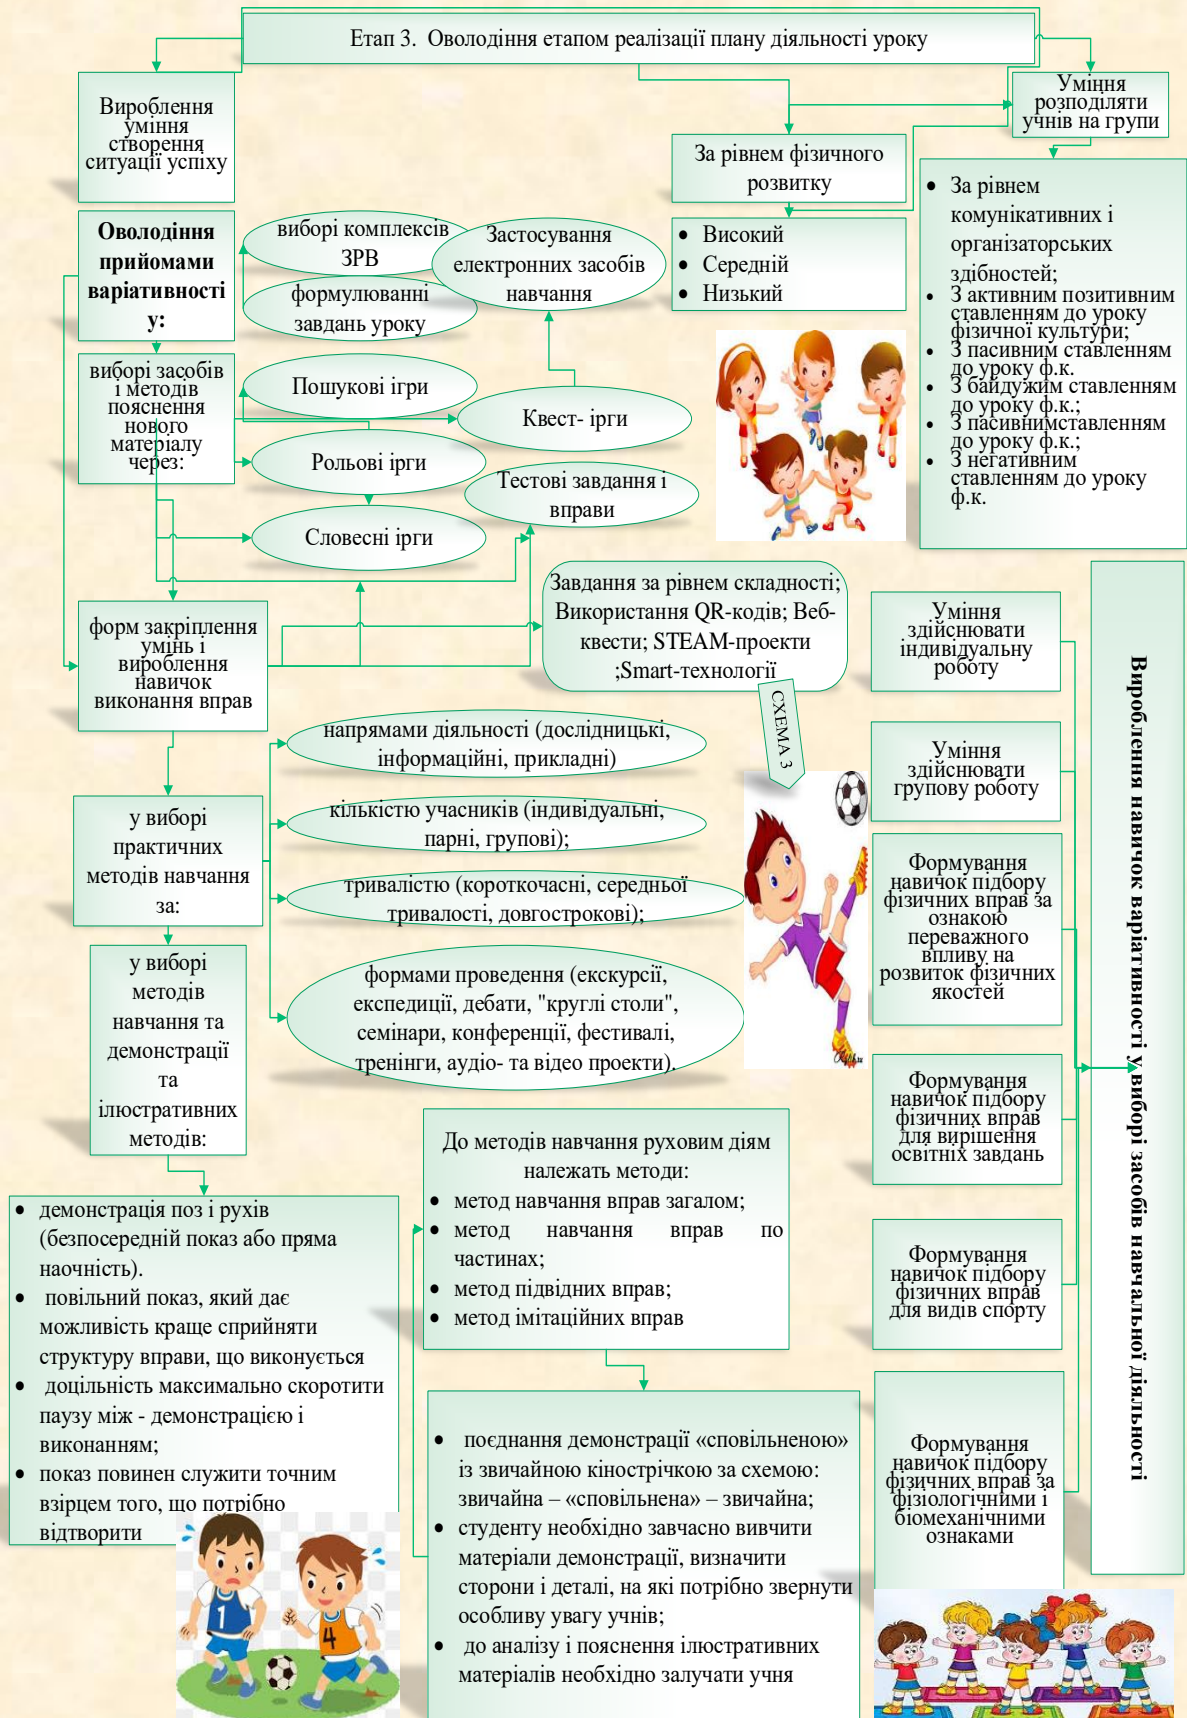 Етап 3. Оволодіння етапом реалізації плану діяльності уроку
Вироблення
уміння
створення
ситуації успіху
Уміння
розподіляти
учнів на групи
За рівнем фізичного
розвитку
• Високий
• Середній
• Низький
• За рівнем
комунікативних і
організаторських
здібностей;
• З активним позитивним
ставленням до уроку
фізичної культури;
• З пасивним ставленням
до уроку ф.к.
• З байдужим ставленням
до уроку ф.к.;
• З пасивнимставленням
до уроку ф.к.;
• З негативним
ставленням до уроку
ф.к.
Оволодіння
прийомами
варіативності
у:
виборі комплексів
ЗРВ
формулюванні
завдань уроку
Застосування
електронних засобів
навчання
виборі засобів
і методів
пояснення
нового
матеріалу
через:
Пошукові ігри
Квест- ірги
Рольові ірги
Тестові завдання і
вправи
Словесні ірги
форм закріплення
умінь і
вироблення
навичок
виконання вправ
Завдання за рівнем складності;
Використання QR-кодів; Веб-
квести; STEAM-проекти
;Smart-технології
СХЕМА 3
у виборі
практичних
методів навчання
за:
напрямами діяльності (дослідницькі,
інформаційні, прикладні)
кількістю учасників (індивідуальні,
парні, групові);
тривалістю (короткочасні, середньої
тривалості, довгострокові);
формами проведення (екскурсії,
експедиції, дебати, "круглі столи",
семінари, конференції, фестивалі,
тренінги, аудіо- та відео проекти).
у виборі
методів
навчання та
демонстрації
та
ілюстративних
методів:
• демонстрація поз і рухів
(безпосередній показ або пряма
наочність).
• повільний показ, який дає
можливість краще сприйняти
структуру вправи, що виконується
• доцільність максимально скоротити
паузу між - демонстрацією і
виконанням;
• показ повинен служити точним
взірцем того, що потрібно
відтворити
До методів навчання руховим діям
належать методи:
• метод навчання вправ загалом;
• метод навчання вправ по
частинах;
• метод підвідних вправ;
• метод імітаційних вправ
• поєднання демонстрації «сповільненою»
із звичайною кінострічкою за схемою:
звичайна – «сповільнена» – звичайна;
• студенту необхідно завчасно вивчити
матеріали демонстрації, визначити
сторони і деталі, на які потрібно звернути
особливу увагу учнів;
• до аналізу і пояснення ілюстративних
матеріалів необхідно залучати учня
Уміння
здійснювати
індивідуальну
роботу
Уміння
здійснювати
групову роботу
Формування
навичок підбору
фізичних вправ за
ознакою
переважного
впливу на
розвиток фізичних
якостей
Формування
навичок підбору
фізичних вправ
для вирішення
освітніх завдань
Формування
навичок підбору
фізичних вправ
для видів спорту
Формування
навичок підбору
фізичних вправ за
фізіологічними і
біомеханічними
ознаками
Вироблення навичок варіативності у виборі засобів навчальної діяльності
1
4